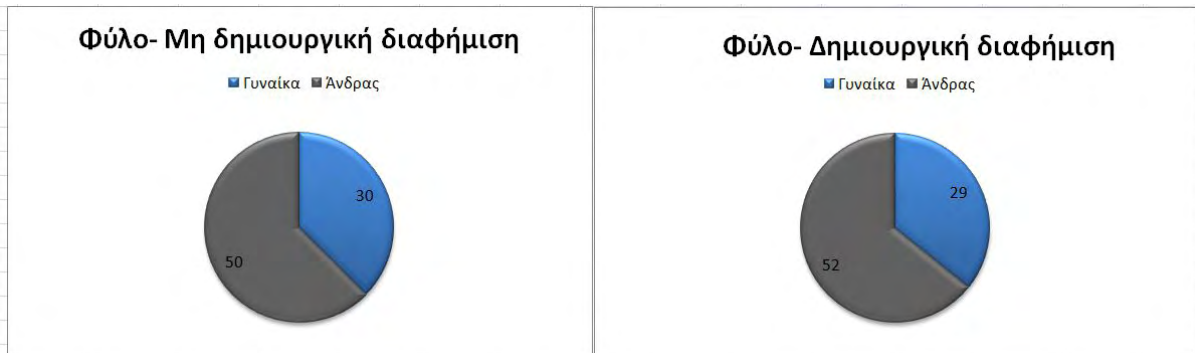 Φύλο- Μη δημιουργική διαφήμιση
Γυναίκα Άνδρας
30
50
Φύλο- Δημιουργική διαφήμιση
Γυναίκα Άνδρας
29
52